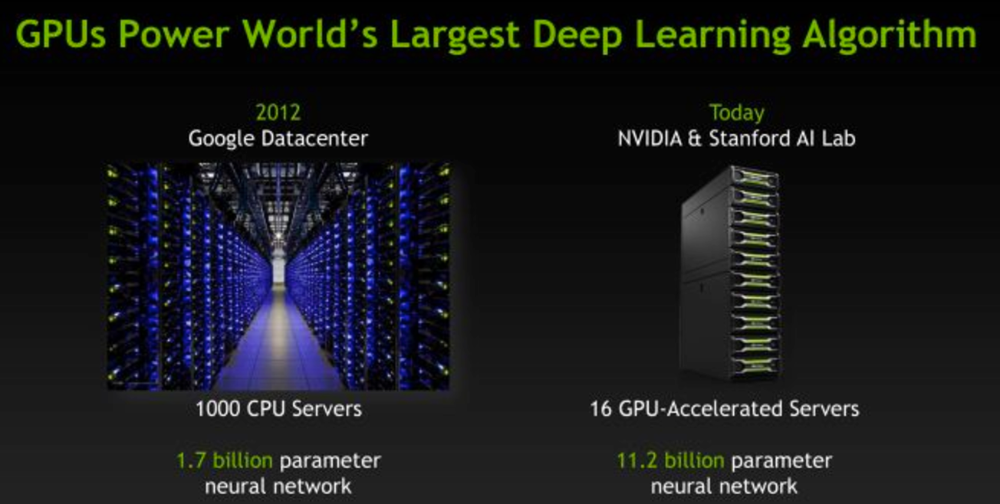 GPUs Power World's Largest Deep Learning Algorithm
2012
Google Datacenter
1000 CPU Servers
1.7 billion parameter
neural network
Today
NVIDIA & Stanford AI Lab
16 GPU-Accelerated Servers
11.2 billion parameter
neural network